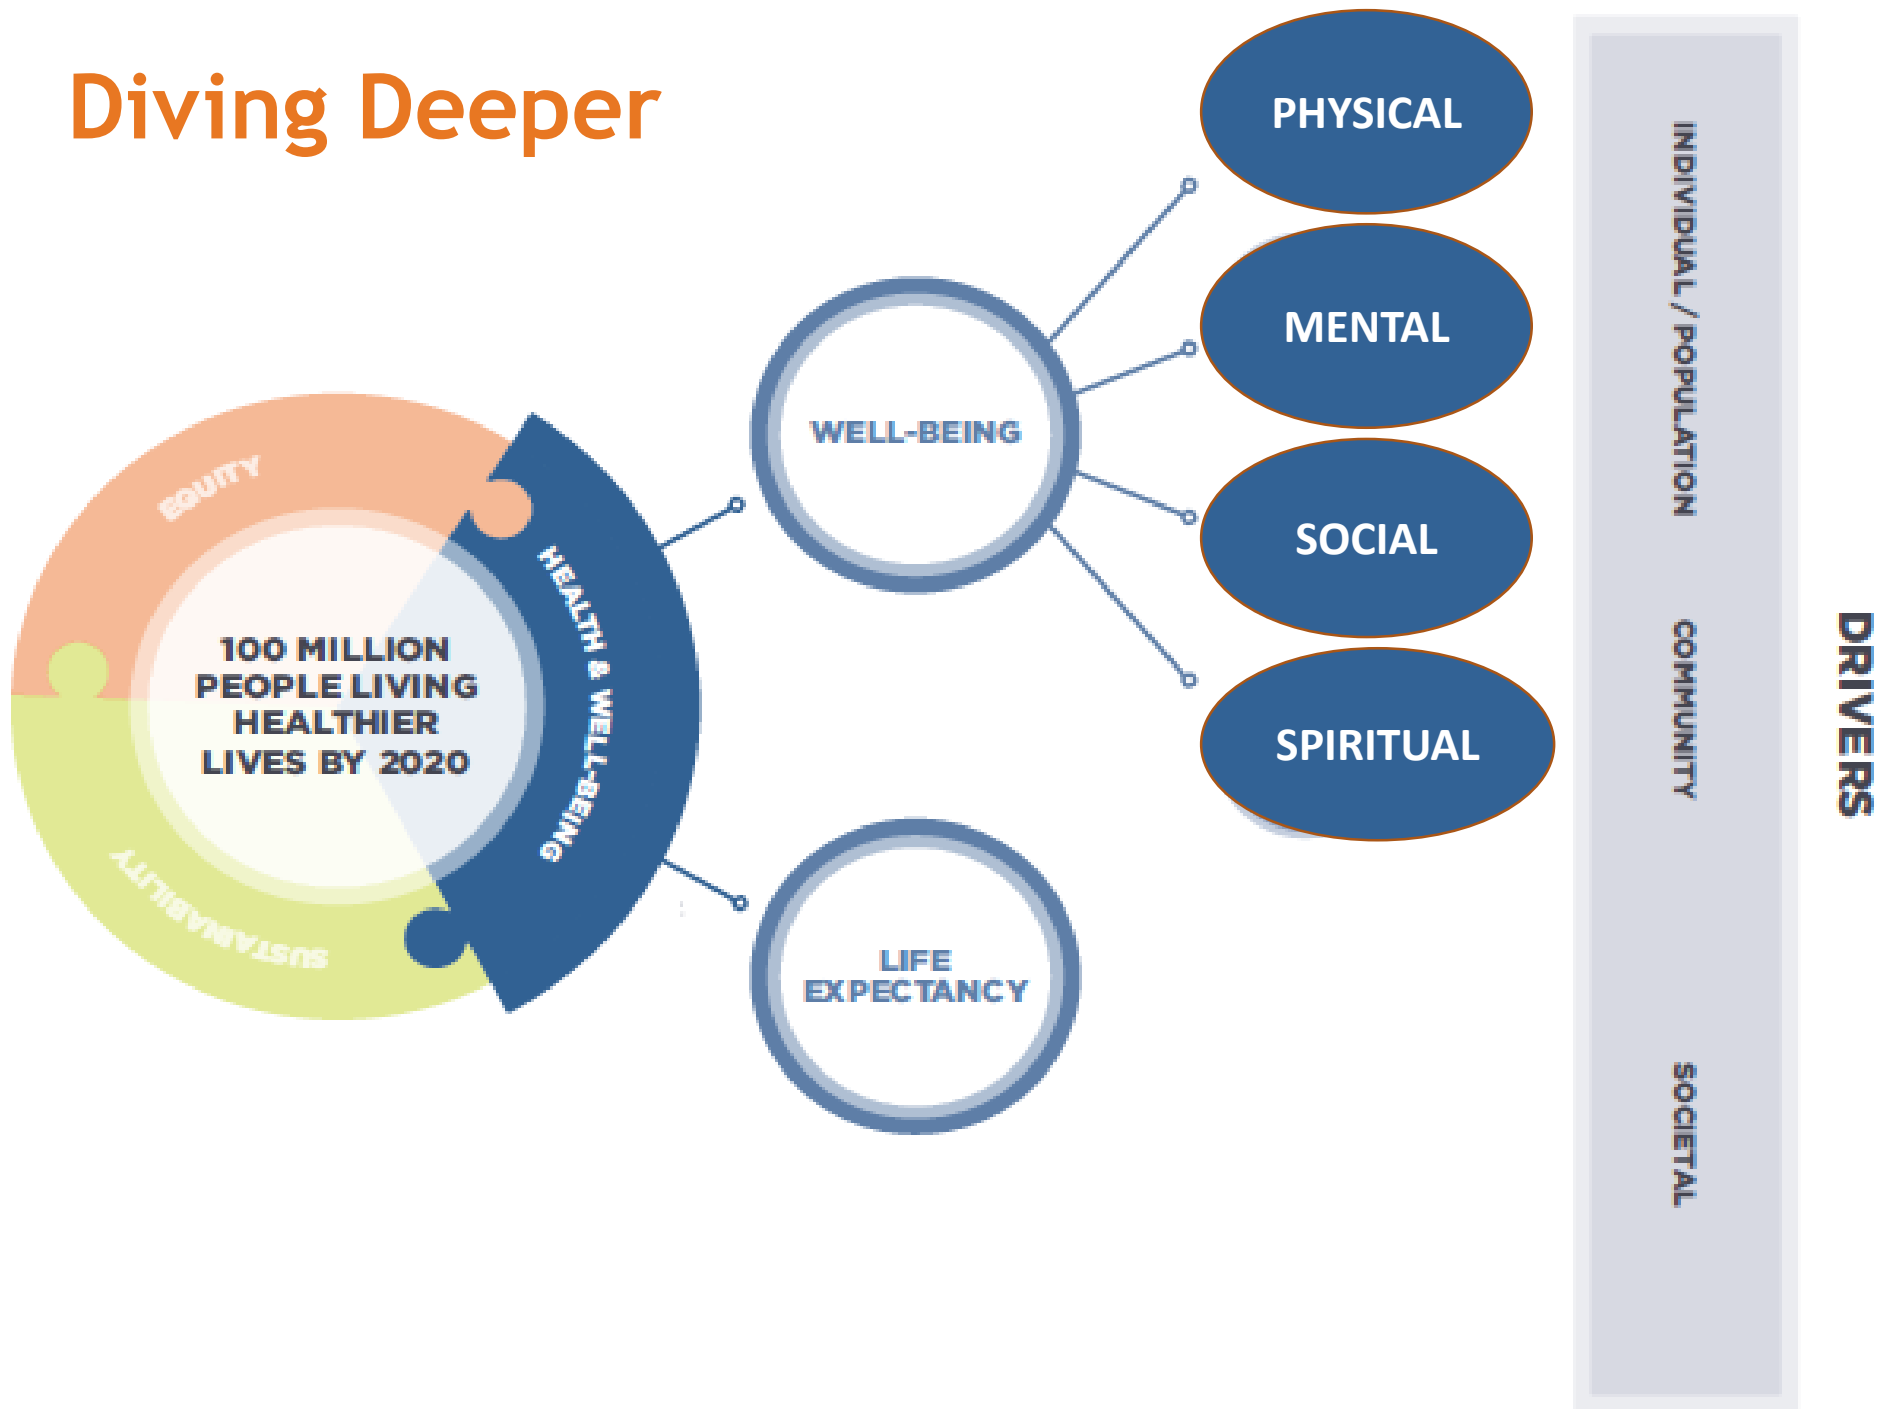 Diving Deeper
EQUITY
HEALTH & WELL-BEING
SUSTAINABILITY
100 MILLION
PEOPLE LIVING
HEALTHIER
LIVES BY 2020
WELL-BEING
LIFE
EXPECTANCY
PHYSICAL
MENTAL
SOCIAL
SPIRITUAL
INDIVIDUAL / POPULATION
COMMUNITY
SOCIETAL
DRIVERS